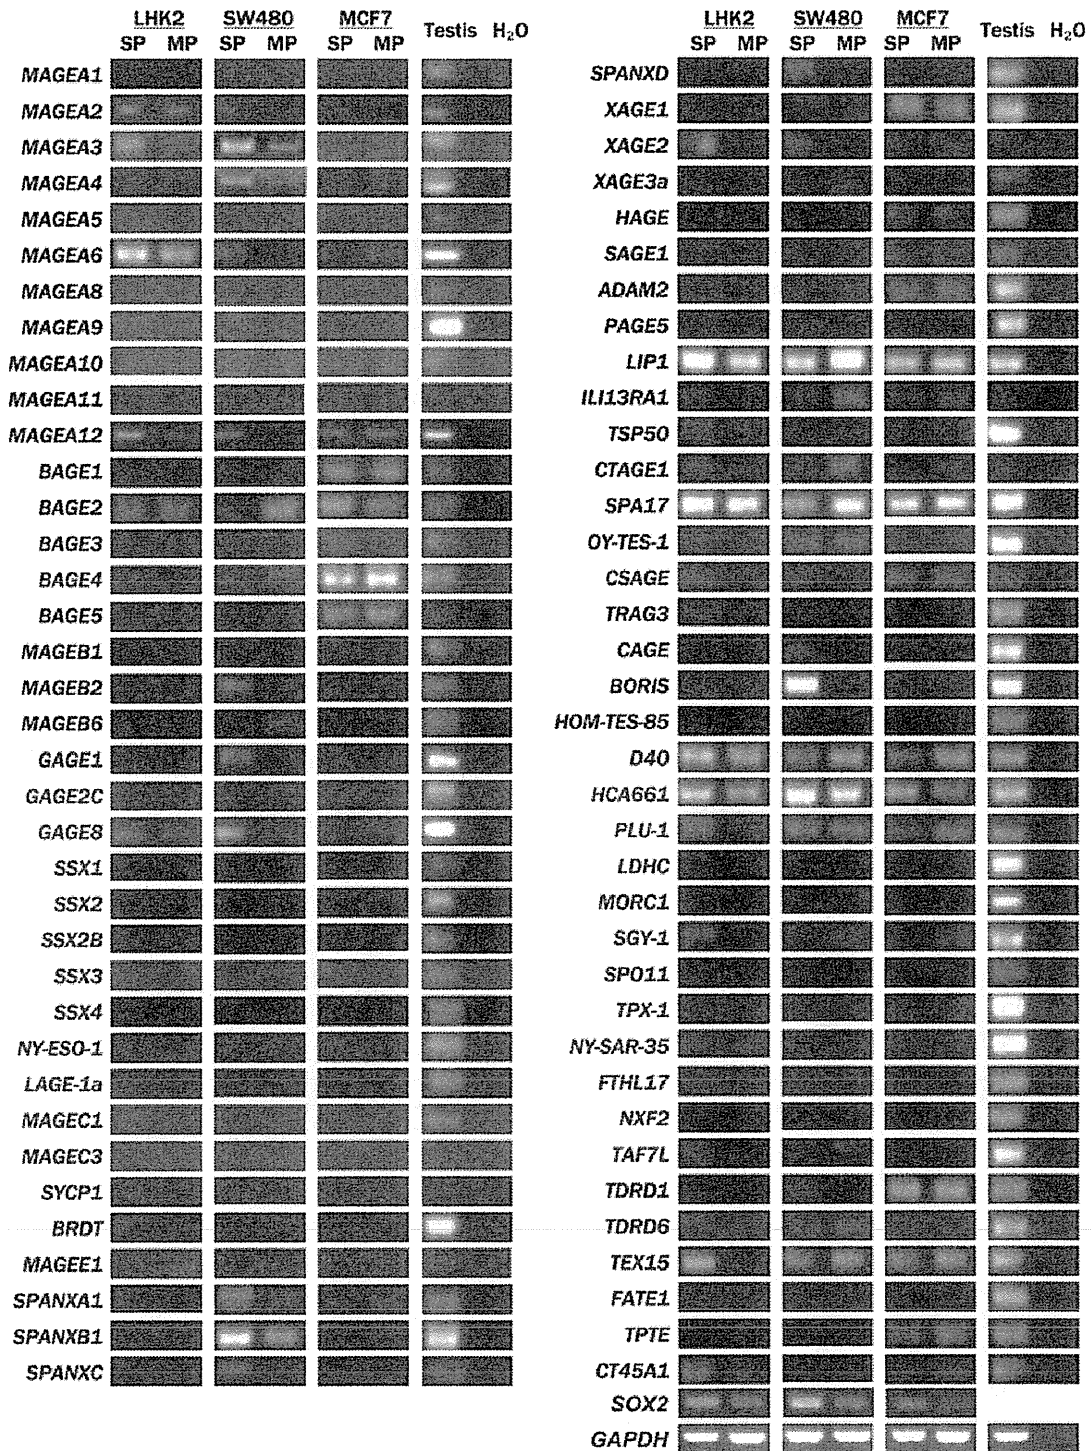 LHK2 SW480 MCF7 Testis H₂O
SP MP SP MP SP MP
MAGEA1
MAGEA2
MAGEA3
MAGEA4
MAGEA5
MAGEA6
MAGEA8
MAGEA9
MAGEA10
MAGEA11
MAGEA12
BAGE1
BAGE2
BAGE3
BAGE4
BAGE5
MAGEB1
MAGEB2
MAGEB6
GAGE1
GAGE2C
GAGE8
SSX1
SSX2
SSX2B
SSX3
SSX4
NY-ESO-1
LAGE-1a
MAGEC1
MAGEC3
SYCP1
BRDT
MAGEE1
SPANXA1
SPANXB1
SPANXC
LHK2 SW480 MCF7 Testis H₂O
SP MP SP MP SP MP
SPANXD
XAGE1
XAGE2
XAGE3a
HAGE
SAGE1
ADAM2
PAGE5
LIP1
ILI13RA1
TSP50
CTAGE1
SPA17
OY-TES-1
CSAGE
TRAG3
CAGE
BORIS
HOM-TES-85
D40
HCA661
PLU-1
LDHC
MORC1
SGY-1
SPO11
TPX-1
NY-SAR-35
FTHL17
NXF2
TAF7L
TDRD1
TDRD6
TEX15
FATE1
TPTE
CT45A1
SOX2
GAPDH